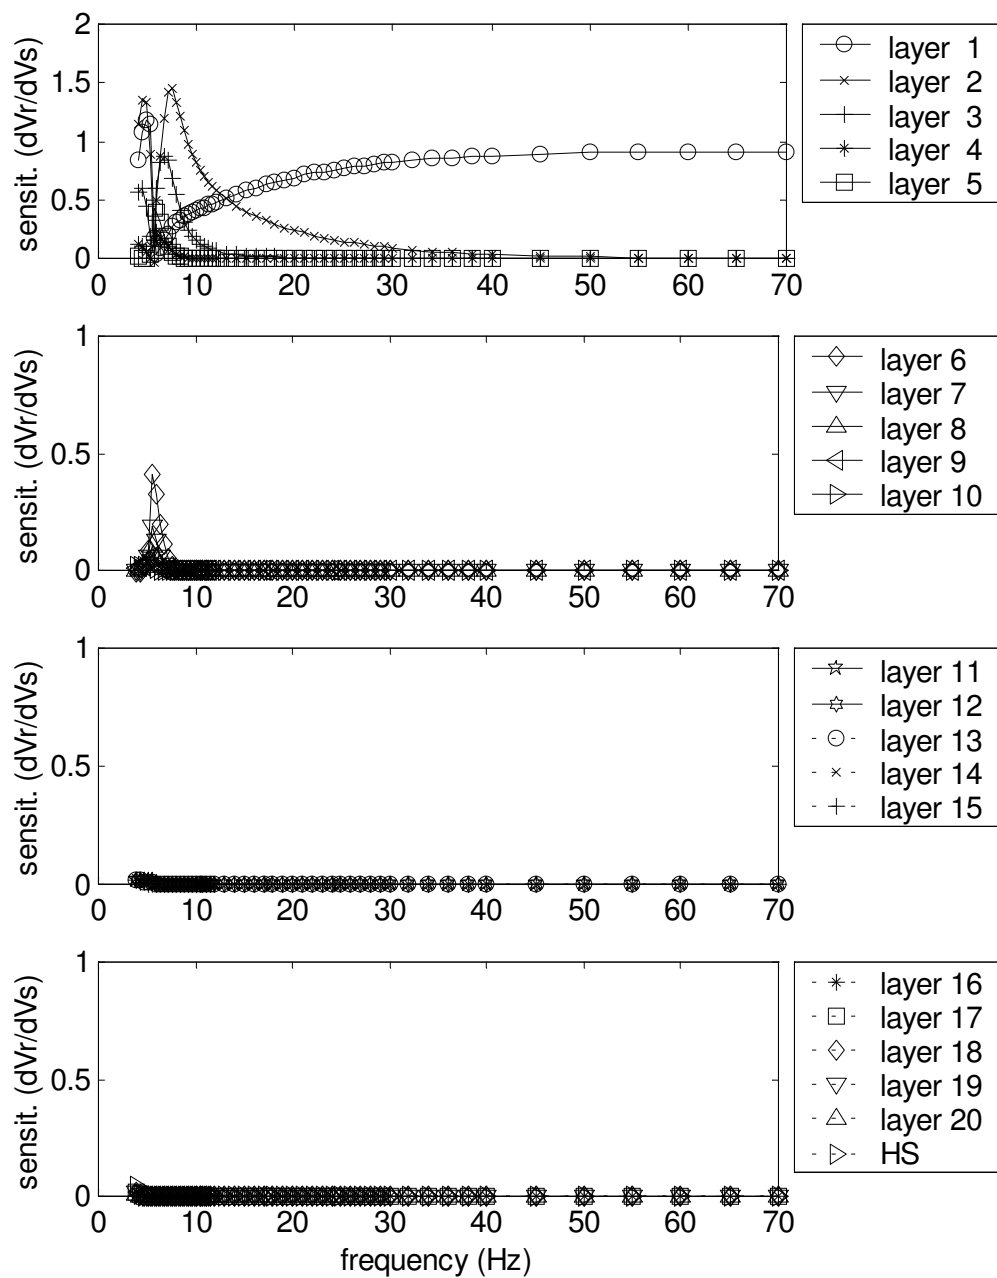 sensit. (dVr/dVs)
2
1.5
1
0.5
0
0 10 20 30 40 50 60 70
layer 1
layer 2
layer 3
layer 4
layer 5
sensit. (dVr/dVs)
1
0.5
0
0 10 20 30 40 50 60 70
layer 6
layer 7
layer 8
layer 9
layer 10
sensit. (dVr/dVs)
1
0.5
0
0 10 20 30 40 50 60 70
layer 11
layer 12
layer 13
layer 14
layer 15
sensit. (dVr/dVs)
1
0.5
0
0 10 20 30 40 50 60 70
frequency (Hz)
layer 16
layer 17
layer 18
layer 19
layer 20
HS